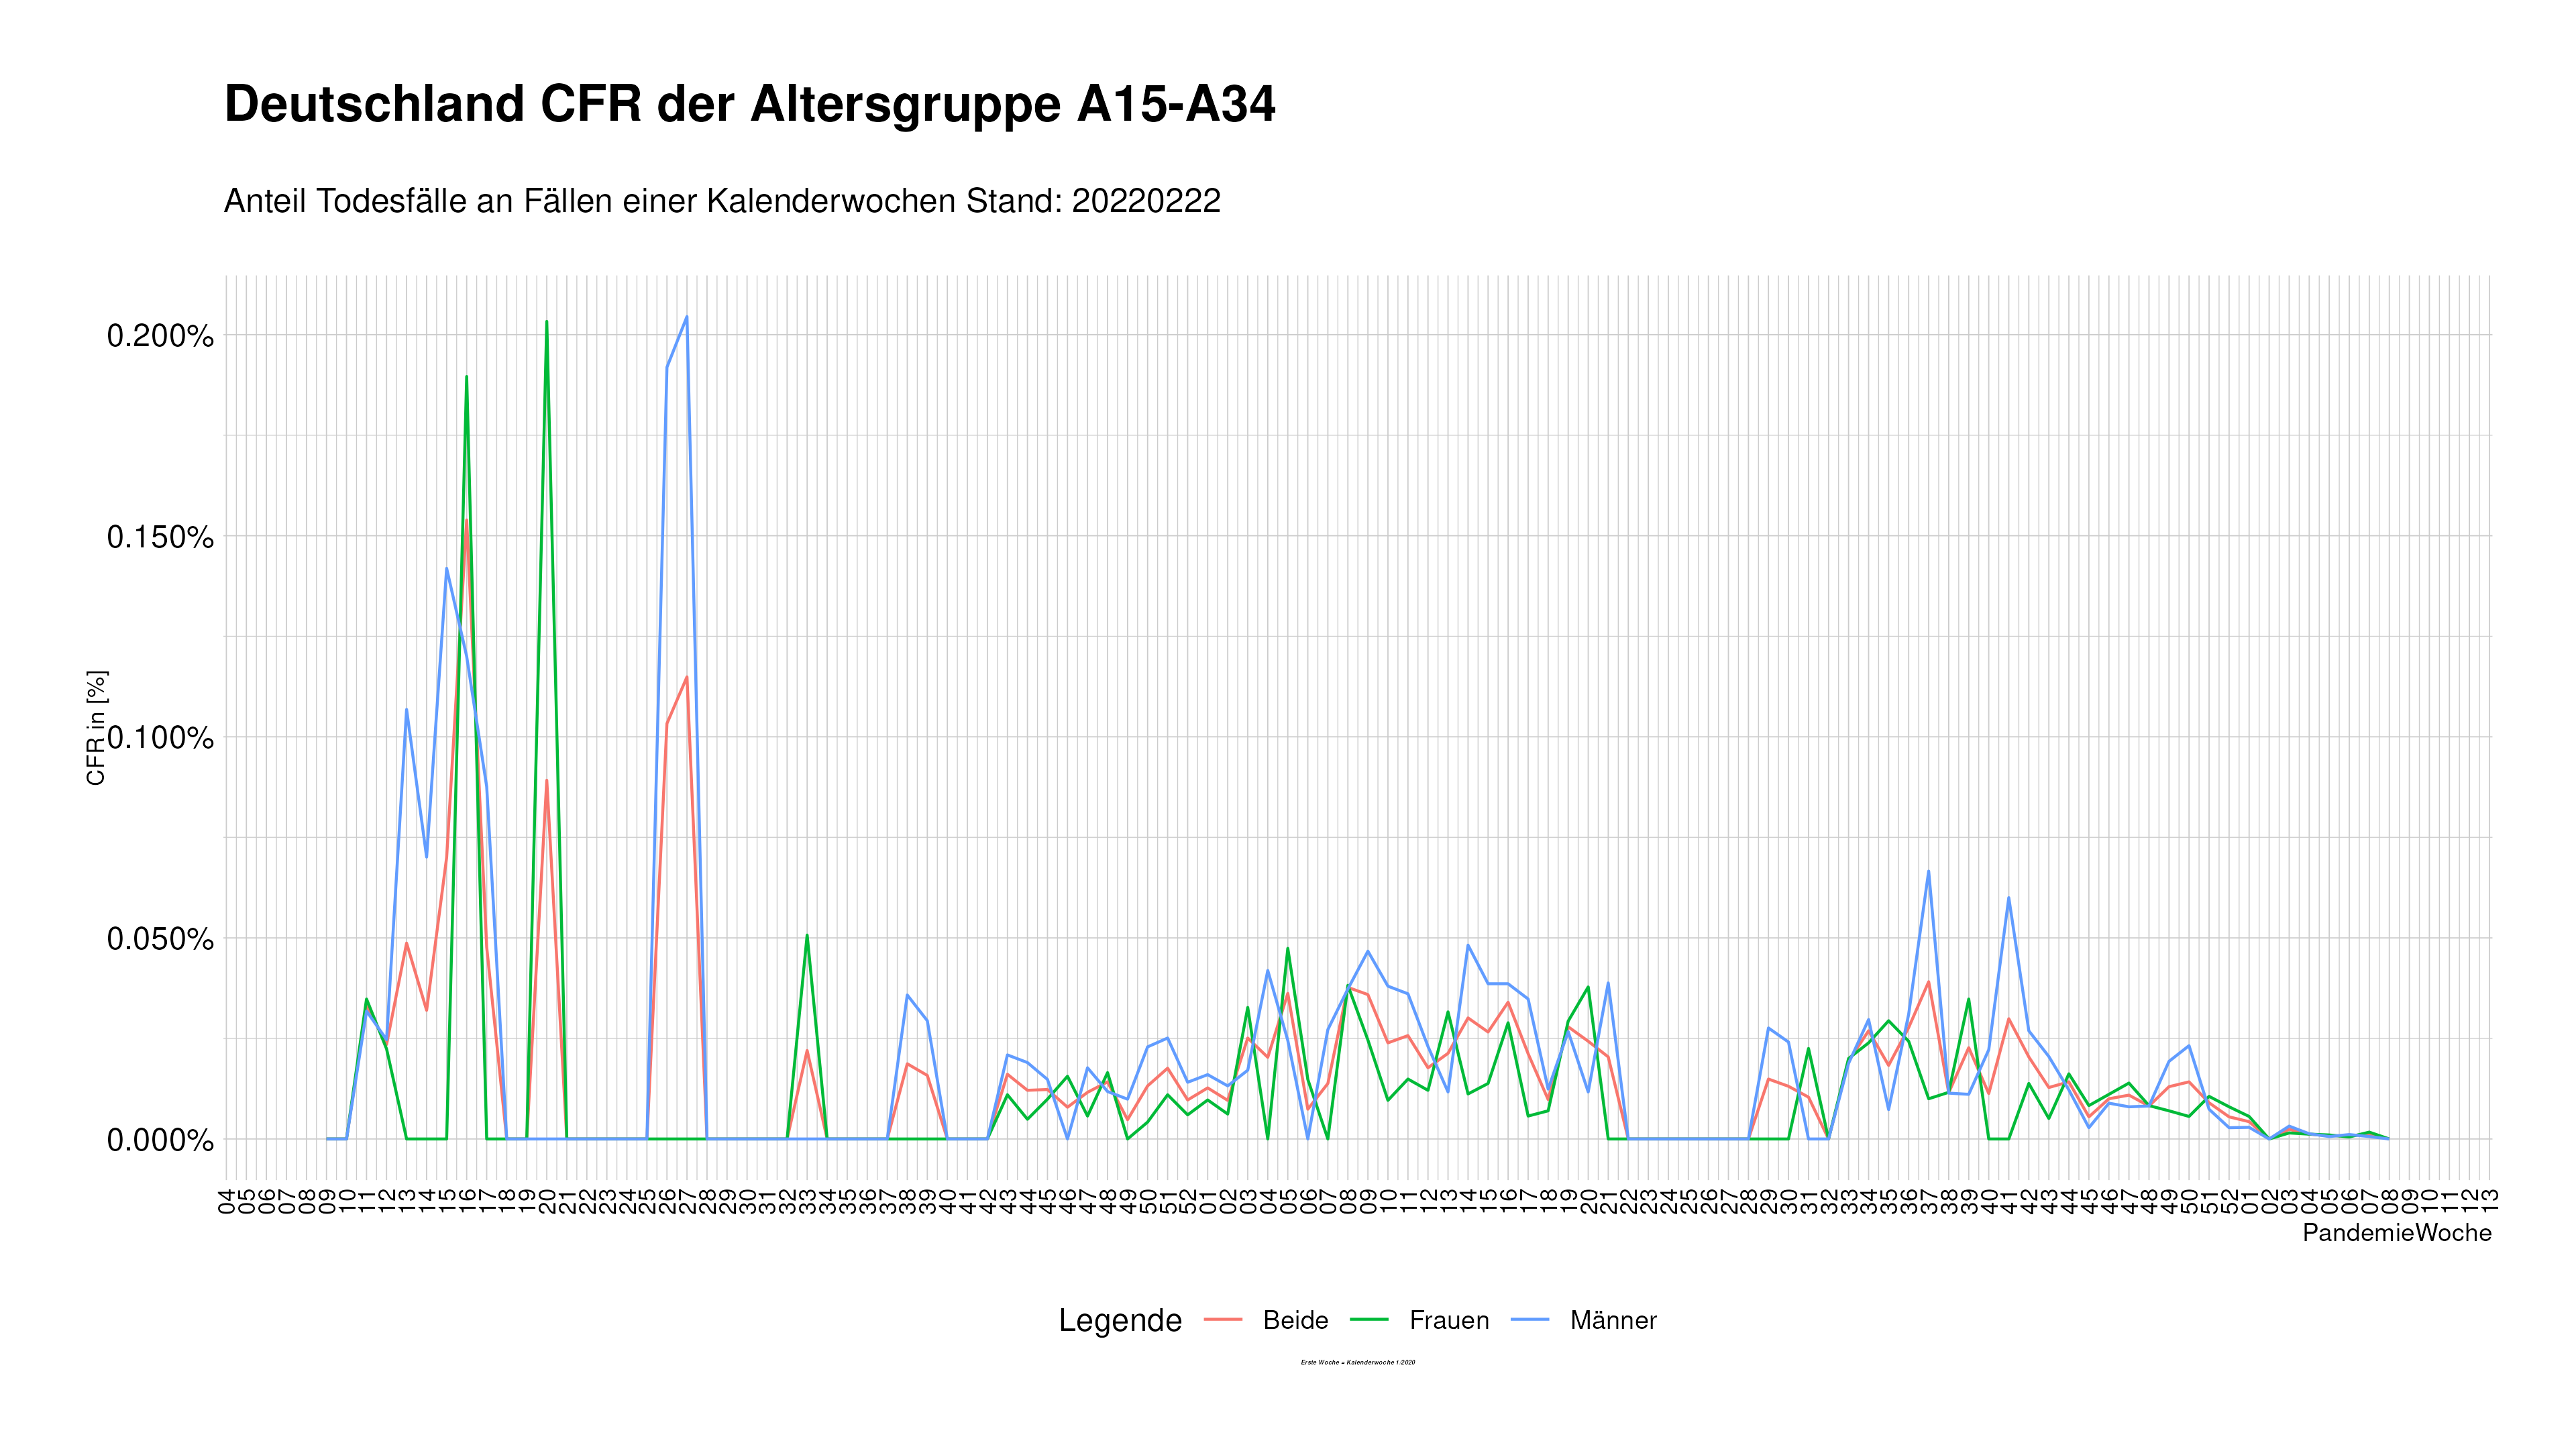 Deutschland CFR der Altersgruppe A15-A34
Anteil Todesfälle an Fällen einer Kalenderwochen Stand: 20220222
CFR in [%]
0.200%
0.150%
0.100%
0.050%
0.000%
04 05 06 07 08 09 10 11 12 13 14 15 16 17 18 19 20 21 22 23 24 25 26 27 28 29 30 31 32 33 34 35 36 37 38 39 40 41 42 43 44 45 46 47 48 49 50 51 52 01 02 03 04 05 06 07 08 09 10 11 12 13 14 15 16 17 18 19 20 21 22 23 24 25 26 27 28 29 30 31 32 33 34 35 36 37 38 39 40 41 42 43 44 45 46 47 48 49 50 51 52 01 02 03 04 05 06 07 08 09 10 11 12 13
PandemieWoche
Legende Beide Frauen Männer
Erste Woche = Kalenderwoche 1/2020